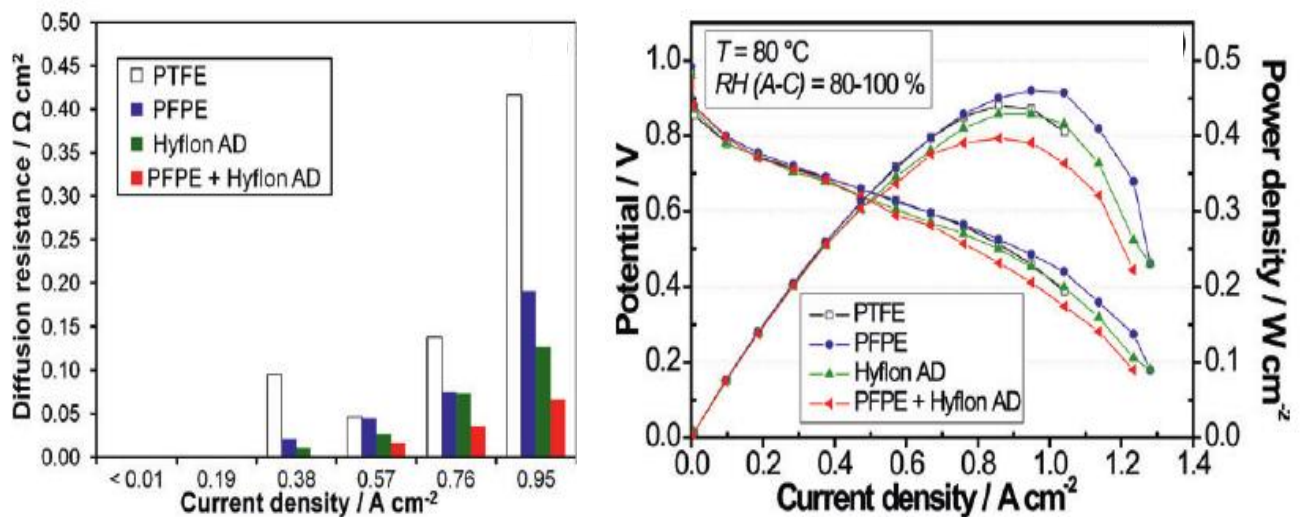 Diffusion resistance / Ω cm²
0.50
0.45
0.40
0.35
0.30
0.25
0.20
0.15
0.10
0.05
0.00
PTFE
PFPE
Hyflon AD
PFPE + Hyflon AD
< 0.01 0.19 0.38 0.57 0.76 0.95
Current density / A cm⁻²
Potential / V
1.0
0.8
0.6
0.4
0.2
0.0
T = 80 °C
RH (A-C) = 80-100 %
PTFE
PFPE
Hyflon AD
PFPE + Hyflon AD
0.5
0.4
0.3
0.2
0.1
0.0
Power density / W cm⁻²
0.0 0.2 0.4 0.6 0.8 1.0 1.2 1.4
Current density / A cm⁻²